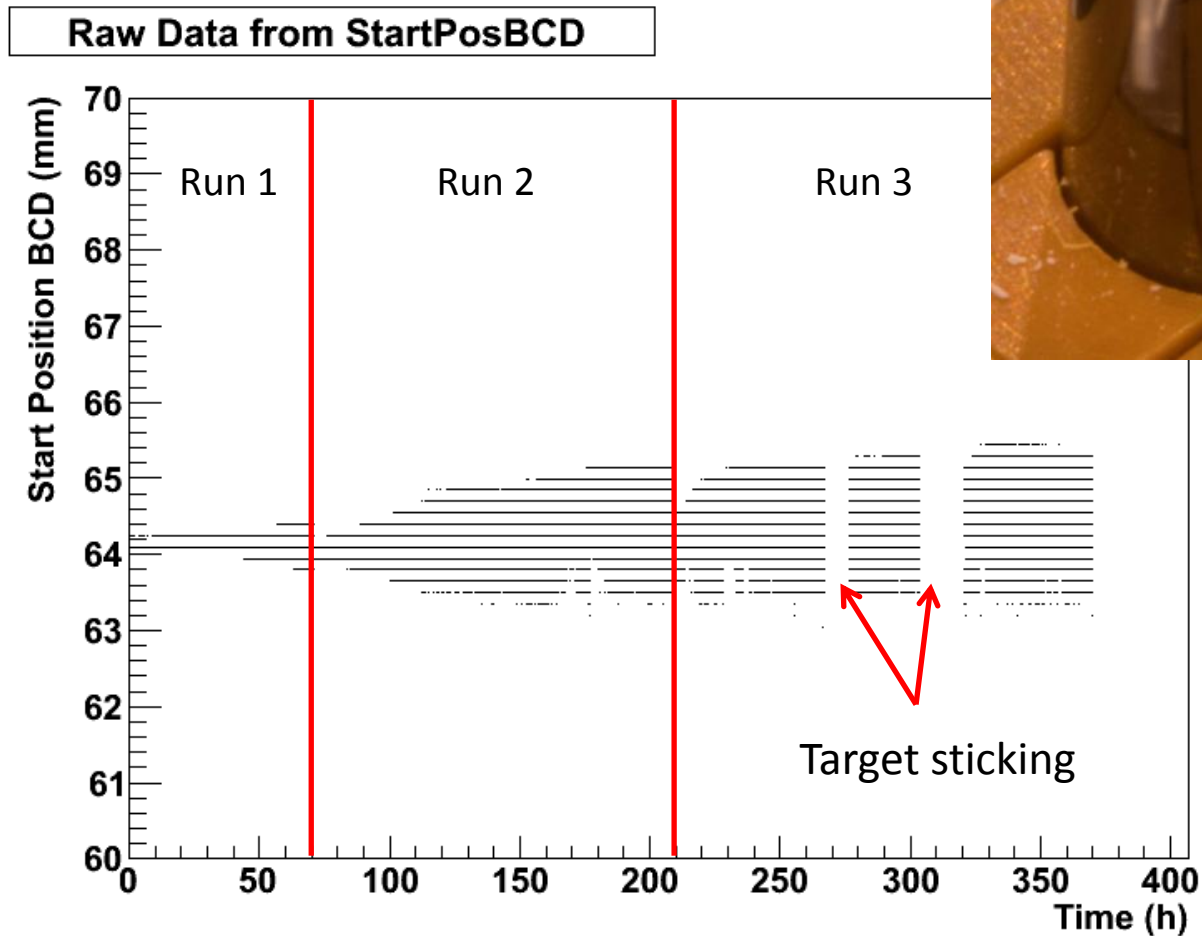 Raw Data from StartPosBCD
Start Position BCD (mm)
70
69
68
67
66
65
64
63
62
61
60
Run 1 Run 2 Run 3
Target sticking
0 50 100 150 200 250 300 350 400
Time (h)